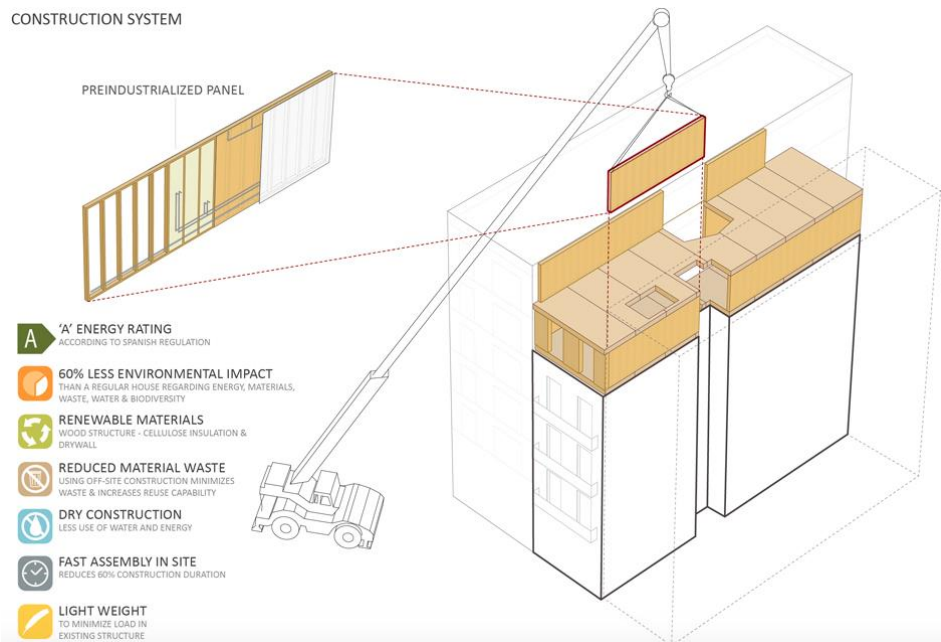 CONSTRUCTION SYSTEM
PREINDUSTRIALIZED PANEL
A
'A' ENERGY RATING
ACCORDING TO SPANISH REGULATION
60% LESS ENVIRONMENTAL IMPACT
THAN A REGULAR HOUSE REGARDING ENERGY, MATERIALS,
WASTE, WATER & BIODIVERSITY
RENEWABLE MATERIALS
WOOD STRUCTURE - CELLULOSE INSULATION &
DRYWALL
REDUCED MATERIAL WASTE
USING OFF-SITE CONSTRUCTION MINIMIZES
WASTE & INCREASES REUSE CAPABILITY
DRY CONSTRUCTION
LESS USE OF WATER AND ENERGY
FAST ASSEMBLY IN SITE
REDUCES 60% CONSTRUCTION DURATION
LIGHT WEIGHT
TO MINIMIZE LOAD IN
EXISTING STRUCTURE